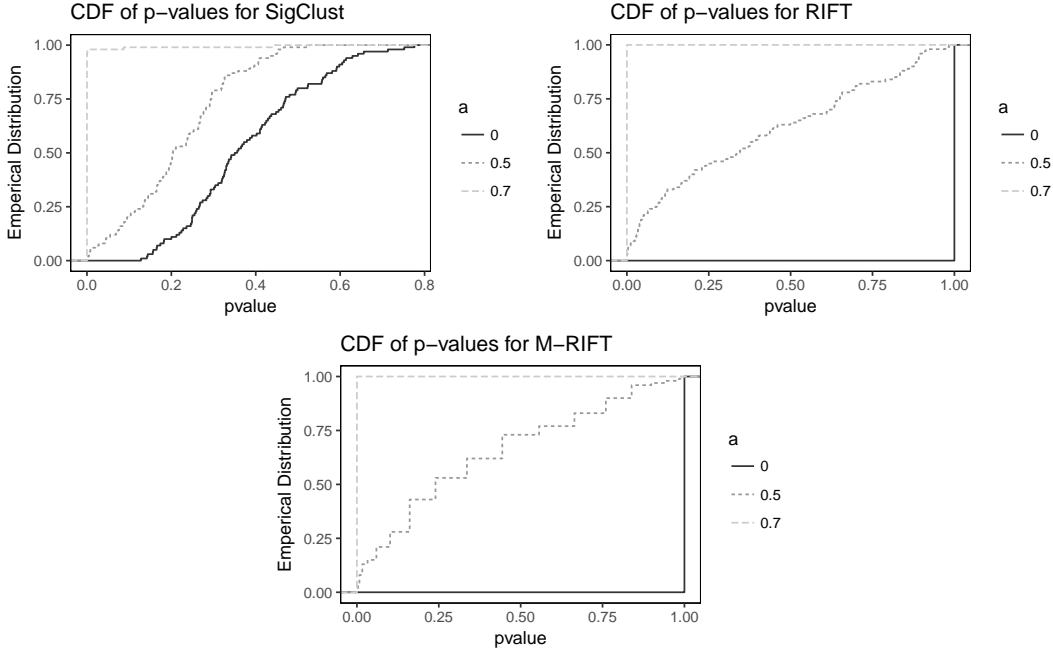 CDF of p−values for SigClust
1.00
0.75
0.50
0.25
0.00
Emperical Distribution
0.0 0.2 0.4 0.6 0.8
pvalue
a
0
0.5
0.7
CDF of p−values for RIFT
1.00
0.75
0.50
0.25
0.00
Emperical Distribution
0.00 0.25 0.50 0.75 1.00
pvalue
a
0
0.5
0.7
CDF of p−values for M−RIFT
1.00
0.75
0.50
0.25
0.00
Emperical Distribution
0.00 0.25 0.50 0.75 1.00
pvalue
a
0
0.5
0.7